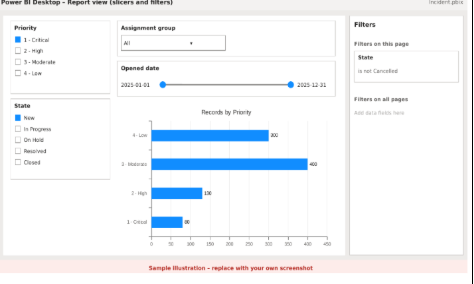 Power BI Desktop – Report view (slicers and filters)
Incident.pbix
Priority
1 - Critical
2 - High
3 - Moderate
4 - Low
State
New
In Progress
On Hold
Resolved
Closed
Assignment group
All
Opened date
2025-01-01
2025-12-31
Records by Priority
4 - Low
300
3 - Moderate
400
2 - High
130
1 - Critical
80
0 50 100 150 200 250 300 350 400 450
Filters
Filters on this page
State
is not Cancelled
Filters on all pages
Add data fields here
Sample illustration – replace with your own screenshot